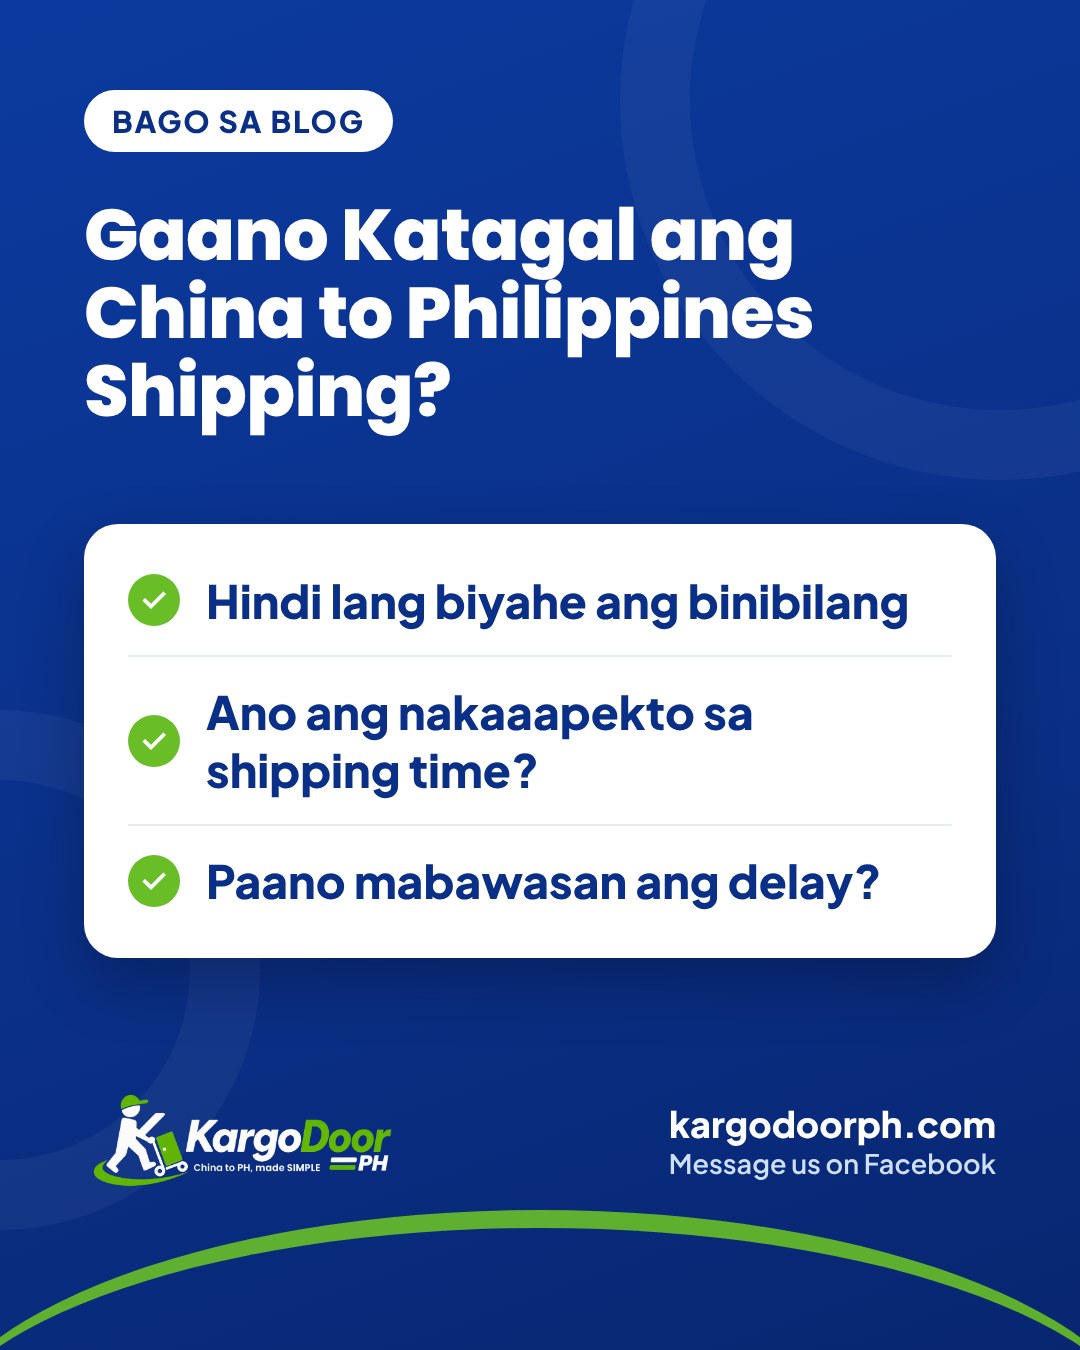 BAGO SA BLOG
Gaano Katagal ang
China to Philippines
Shipping?
Hindi lang biyahe ang binibilang
Ano ang nakaaapekto sa
shipping time?
Paano mabawasan ang delay?
KargoDoor
China to PH, made SIMPLE
PH
kargodoorph.com
Message us on Facebook